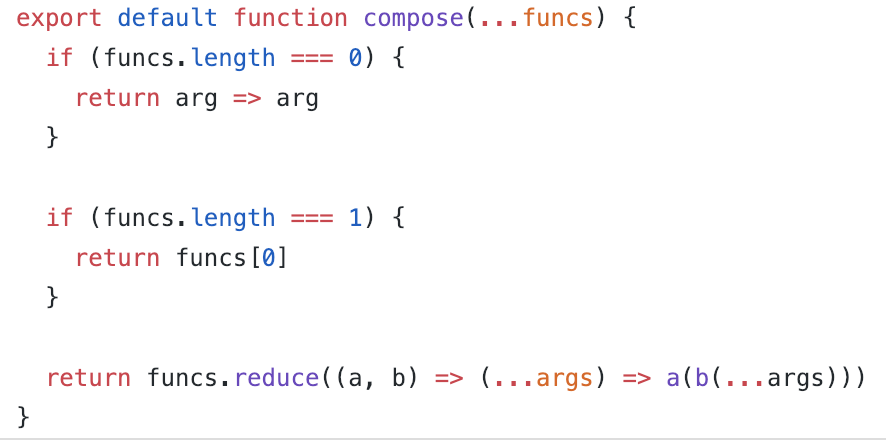 export default function compose(...funcs) {
  if (funcs.length === 0) {
    return arg => arg
  }

  if (funcs.length === 1) {
    return funcs[0]
  }

  return funcs.reduce((a, b) => (...args) => a(b(...args)))
}